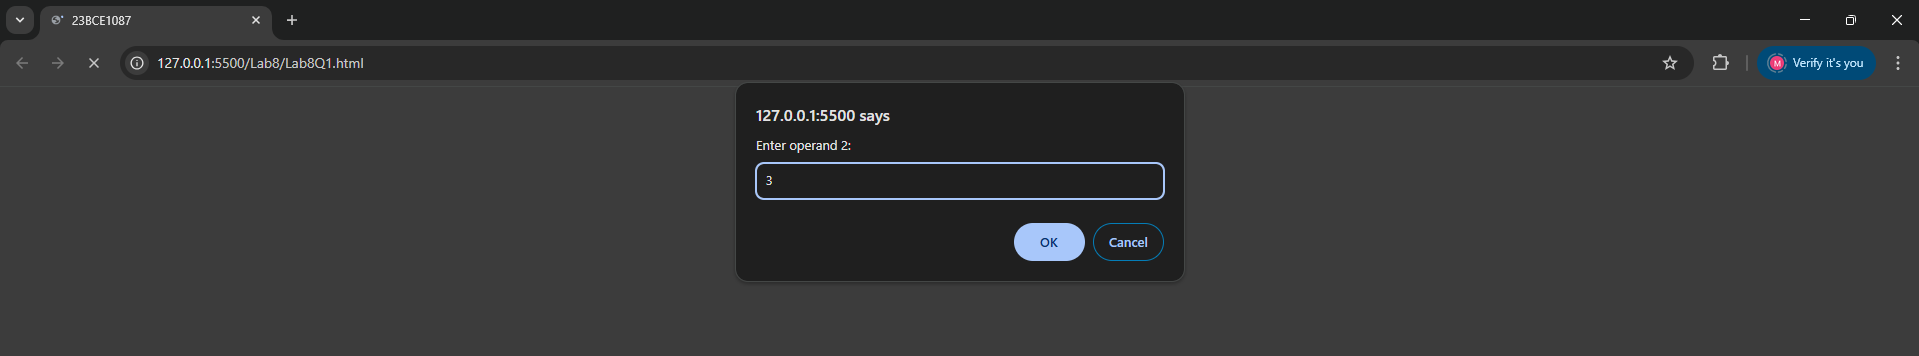 23BCE1087
127.0.0.1:5500/Lab8/Lab8Q1.html
M
Verify it's you
127.0.0.1:5500 says
Enter operand 2:
3
OK
Cancel